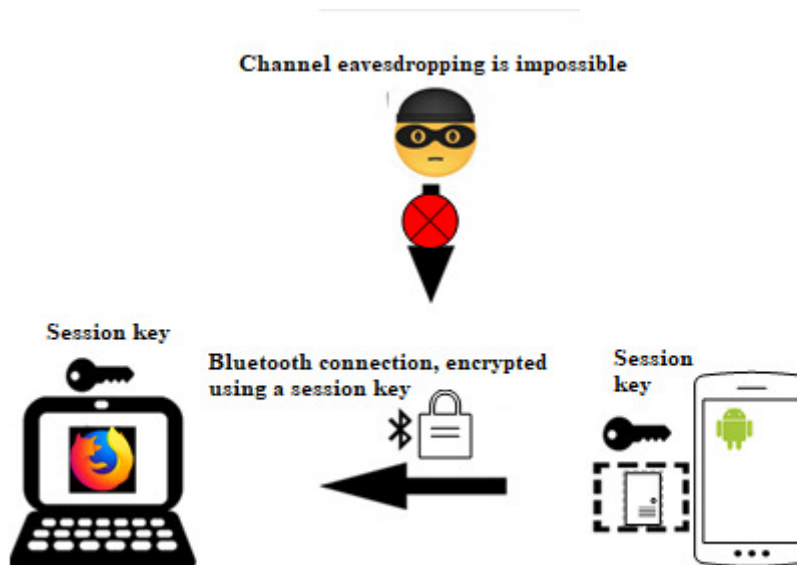 Channel eavesdropping is impossible
Session key
Bluetooth connection, encrypted
using a session key
Session
key